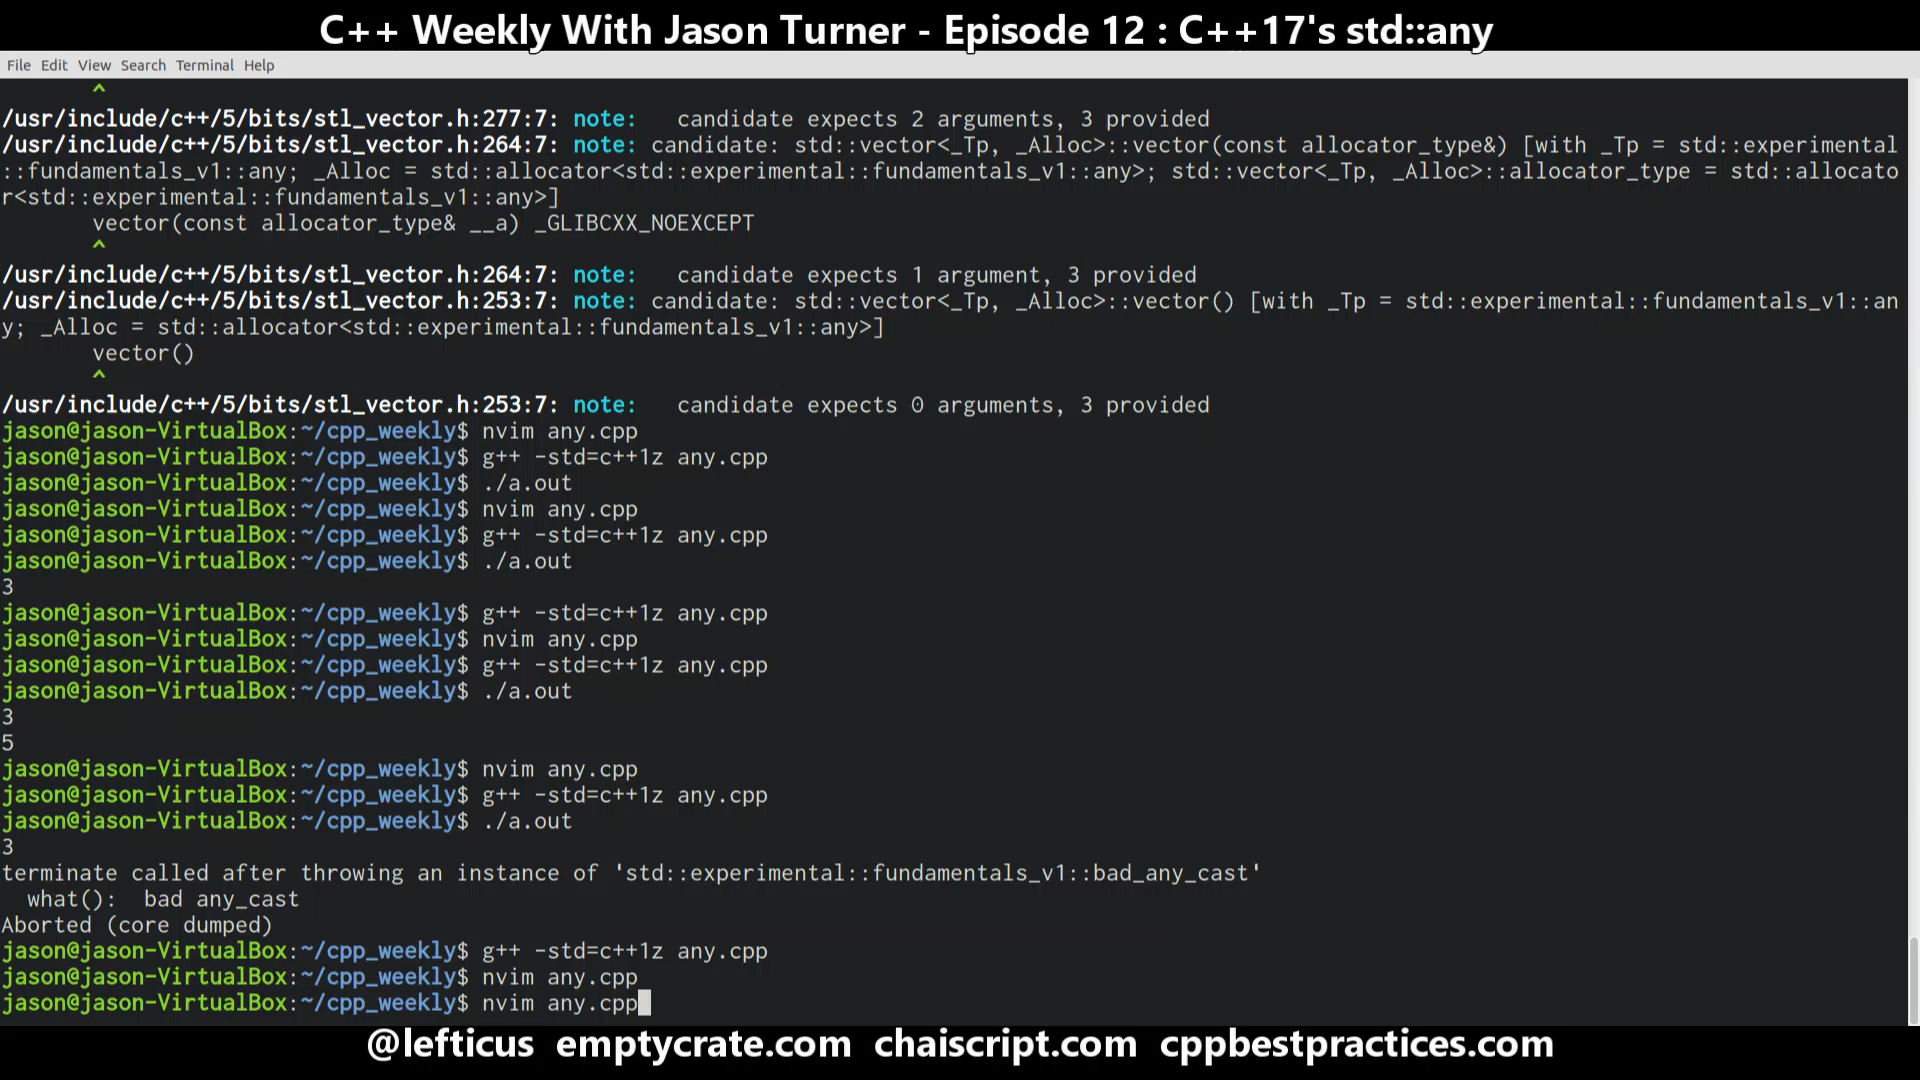 C++ Weekly With Jason Turner - Episode 12 : C++17's std::any
File Edit View Search Terminal Help
^
/usr/include/c++/5/bits/stl_vector.h:277:7: note:   candidate expects 2 arguments, 3 provided
/usr/include/c++/5/bits/stl_vector.h:264:7: note: candidate: std::vector<_Tp, _Alloc>::vector(const allocator_type&) [with _Tp = std::experimental
::fundamentals_v1::any; _Alloc = std::allocator<std::experimental::fundamentals_v1::any>; std::vector<_Tp, _Alloc>::allocator_type = std::allocato
r<std::experimental::fundamentals_v1::any>]
       vector(const allocator_type& __a) _GLIBCXX_NOEXCEPT
       ^
/usr/include/c++/5/bits/stl_vector.h:264:7: note:   candidate expects 1 argument, 3 provided
/usr/include/c++/5/bits/stl_vector.h:253:7: note: candidate: std::vector<_Tp, _Alloc>::vector() [with _Tp = std::experimental::fundamentals_v1::an
y; _Alloc = std::allocator<std::experimental::fundamentals_v1::any>]
       vector()
       ^
/usr/include/c++/5/bits/stl_vector.h:253:7: note:   candidate expects 0 arguments, 3 provided
jason@jason-VirtualBox:~/cpp_weekly$ nvim any.cpp
jason@jason-VirtualBox:~/cpp_weekly$ g++ -std=c++1z any.cpp
jason@jason-VirtualBox:~/cpp_weekly$ ./a.out
jason@jason-VirtualBox:~/cpp_weekly$ nvim any.cpp
jason@jason-VirtualBox:~/cpp_weekly$ g++ -std=c++1z any.cpp
jason@jason-VirtualBox:~/cpp_weekly$ ./a.out
3
jason@jason-VirtualBox:~/cpp_weekly$ g++ -std=c++1z any.cpp
jason@jason-VirtualBox:~/cpp_weekly$ nvim any.cpp
jason@jason-VirtualBox:~/cpp_weekly$ g++ -std=c++1z any.cpp
jason@jason-VirtualBox:~/cpp_weekly$ ./a.out
3
5
jason@jason-VirtualBox:~/cpp_weekly$ nvim any.cpp
jason@jason-VirtualBox:~/cpp_weekly$ g++ -std=c++1z any.cpp
jason@jason-VirtualBox:~/cpp_weekly$ ./a.out
3
terminate called after throwing an instance of 'std::experimental::fundamentals_v1::bad_any_cast'
  what():  bad any_cast
Aborted (core dumped)
jason@jason-VirtualBox:~/cpp_weekly$ g++ -std=c++1z any.cpp
jason@jason-VirtualBox:~/cpp_weekly$ nvim any.cpp
jason@jason-VirtualBox:~/cpp_weekly$ nvim any.cpp
@lefticus emptycrate.com chaiscript.com cppbestpractices.com